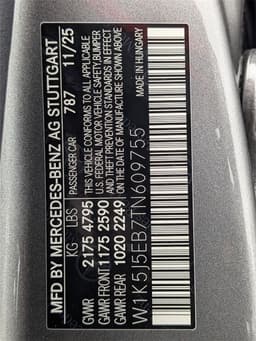 MFD BY MERCEDES-BENZ AG STUTTGART
PASSENGER CAR 787 11/25
KG - LBS
GVWR 2175 4795
GAWR FRONT 1175 2590
GAWR REAR 1020 2249
THIS VEHICLE CONFORMS TO ALL APPLICABLE
U.S. FEDERAL MOTOR VEHICLE SAFETY, BUMPER
AND THEFT PREVENTION STANDARDS IN EFFECT
ON THE DATE OF MANUFACTURE SHOWN ABOVE
W1K5J5EB7TN609755
MADE IN HUNGARY